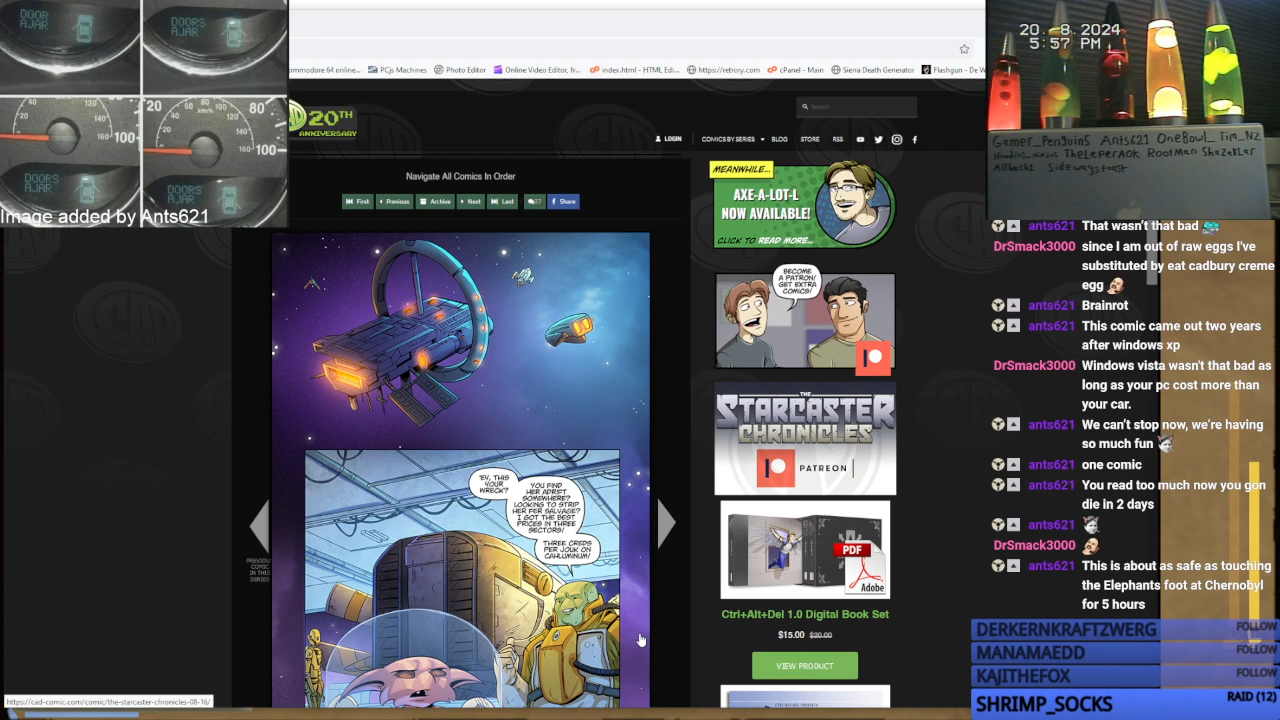 DOOR
AJAR
DOORS
AJAR
DOORS
AJAR
DOORS
AJAR
Image added by Ants621
mmodore 64 online...
PCjs Machines
Photo Editor
Online Video Editor, fr...
index.html - HTML Edi...
https://retrory.com/
cPanel - Main
Sierra Death Generator
Flashgun - De W
20TH
ANNIVERSARY
Search
LOGIN
COMICS BY SERIES
BLOG
STORE
RSS
Navigate All Comics In Order
First
Previous
Archive
Next
Last
37
Share
MEANWHILE...
AXE-A-LOT-L
NOW AVAILABLE!
CLICK TO READ MORE...
BECOME
A PATRON!
GET EXTRA
COMICS!
THE
STARCASTER
CHRONICLES
PATREON
PDF
Adobe
Ctrl+Alt+Del 1.0 Digital Book Set
$15.00 $20.00
VIEW PRODUCT
PREVIOUS
COMIC
IN THIS
SERIES
'EY, THIS
YOUR
WRECK?
YOU FIND
HER ADRIFT
SOMEWHERE?
LOOKING TO STRIP
HER FER SALVAGE?
I GOT THE BEST
PRICES IN THREE
SECTORS!
THREE CREDS
PER JOUK ON
CAHLUMINUM!
https://cad-comic.com/comic/the-starcaster-chronicles-08-16/
20. 8.2024
5:57 PM
Gamer_Penguin5 Ants621 OneBowl_Tim_NZ
TheLeperAOK RootMan Shazakler
Sidewaystoast
ants621 That wasn't that bad
DrSmack3000 since I am out of raw eggs I've
substituted by eat cadbury creme
egg
ants621 Brainrot
ants621 This comic came out two years
after windows xp
DrSmack3000 Windows vista wasn't that bad as
long as your pc cost more than
your car.
ants621 We can't stop now, we're having
so much fun
ants621 one comic
ants621 You read too much now you gon
die in 2 days
ants621
DrSmack3000
ants621 This is about as safe as touching
the Elephants foot at Chernobyl
for 5 hours
DERKERNKRAFTZWERG FOLLOW
MANAMAEDD FOLLOW
KAJITHEFOX FOLLOW
SHRIMP_SOCKS RAID (12)